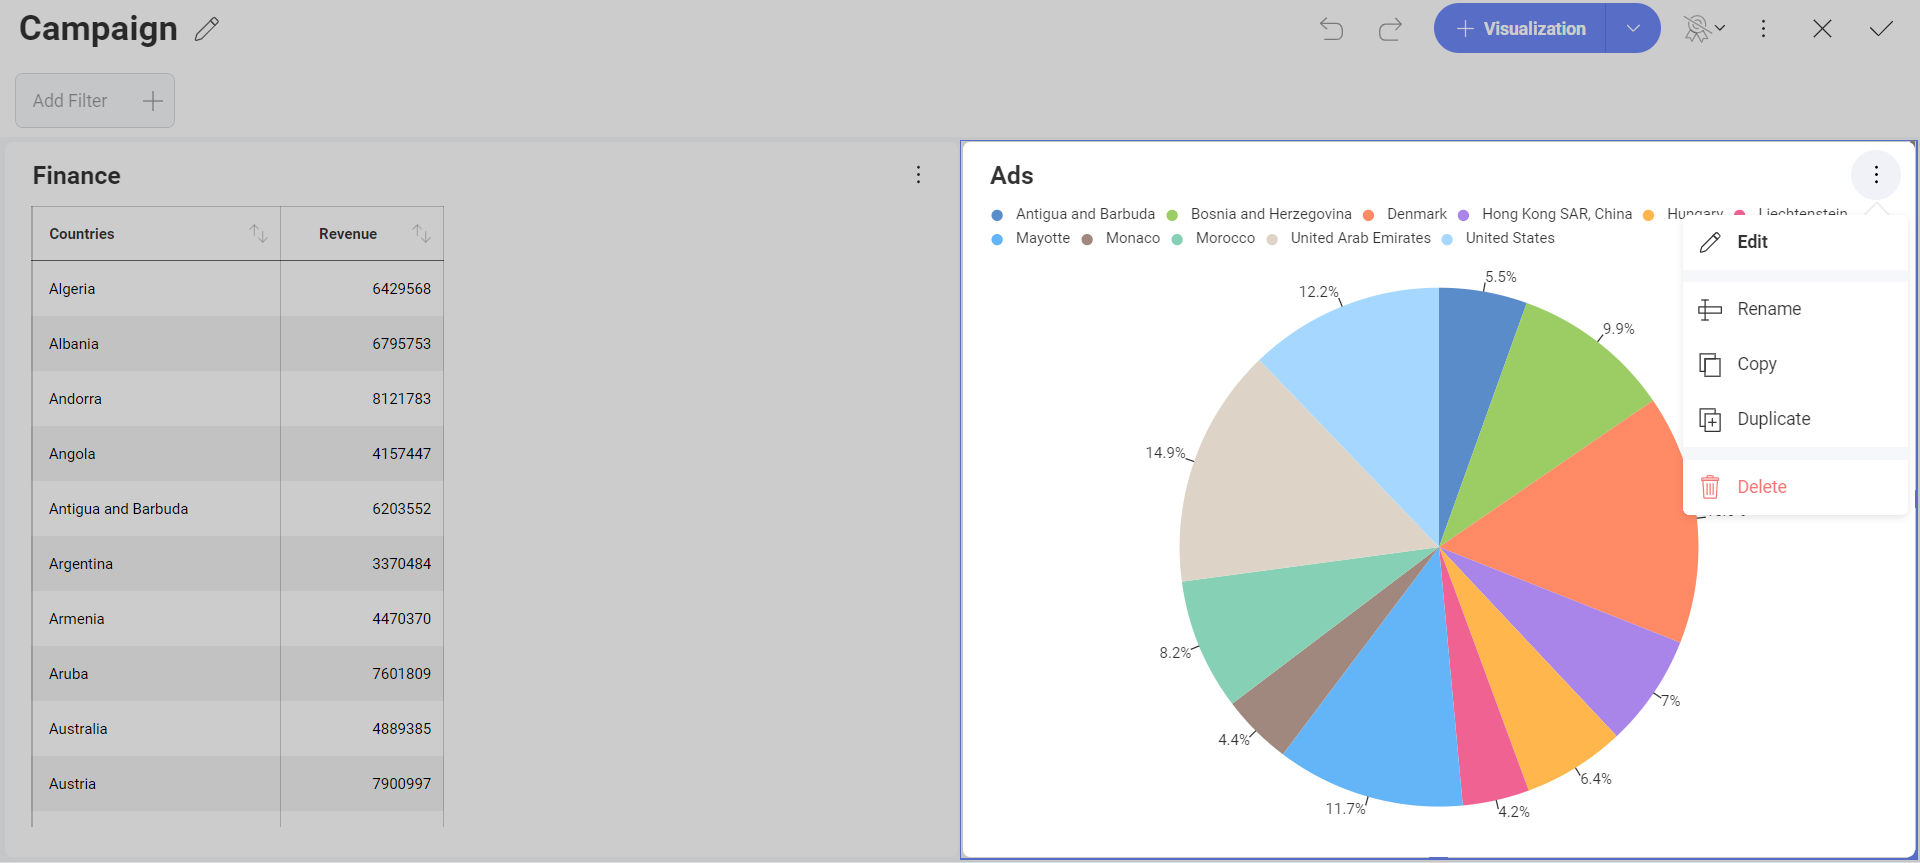 Campaign
Visualization
Add Filter
Finance
Countries Revenue
Algeria 6429568
Albania 6795753
Andorra 8121783
Angola 4157447
Antigua and Barbuda 6203552
Argentina 3370484
Armenia 4470370
Aruba 7601809
Australia 4889385
Austria 7900997
Ads
Antigua and Barbuda Bosnia and Herzegovina Denmark Hong Kong SAR, China Hungary Liechtenstein
Mayotte Monaco Morocco United Arab Emirates United States
5.5%
12.2%
9.9%
14.9%
8.2%
7%
4.4%
6.4%
11.7%
4.2%
Edit
Rename
Copy
Duplicate
Delete